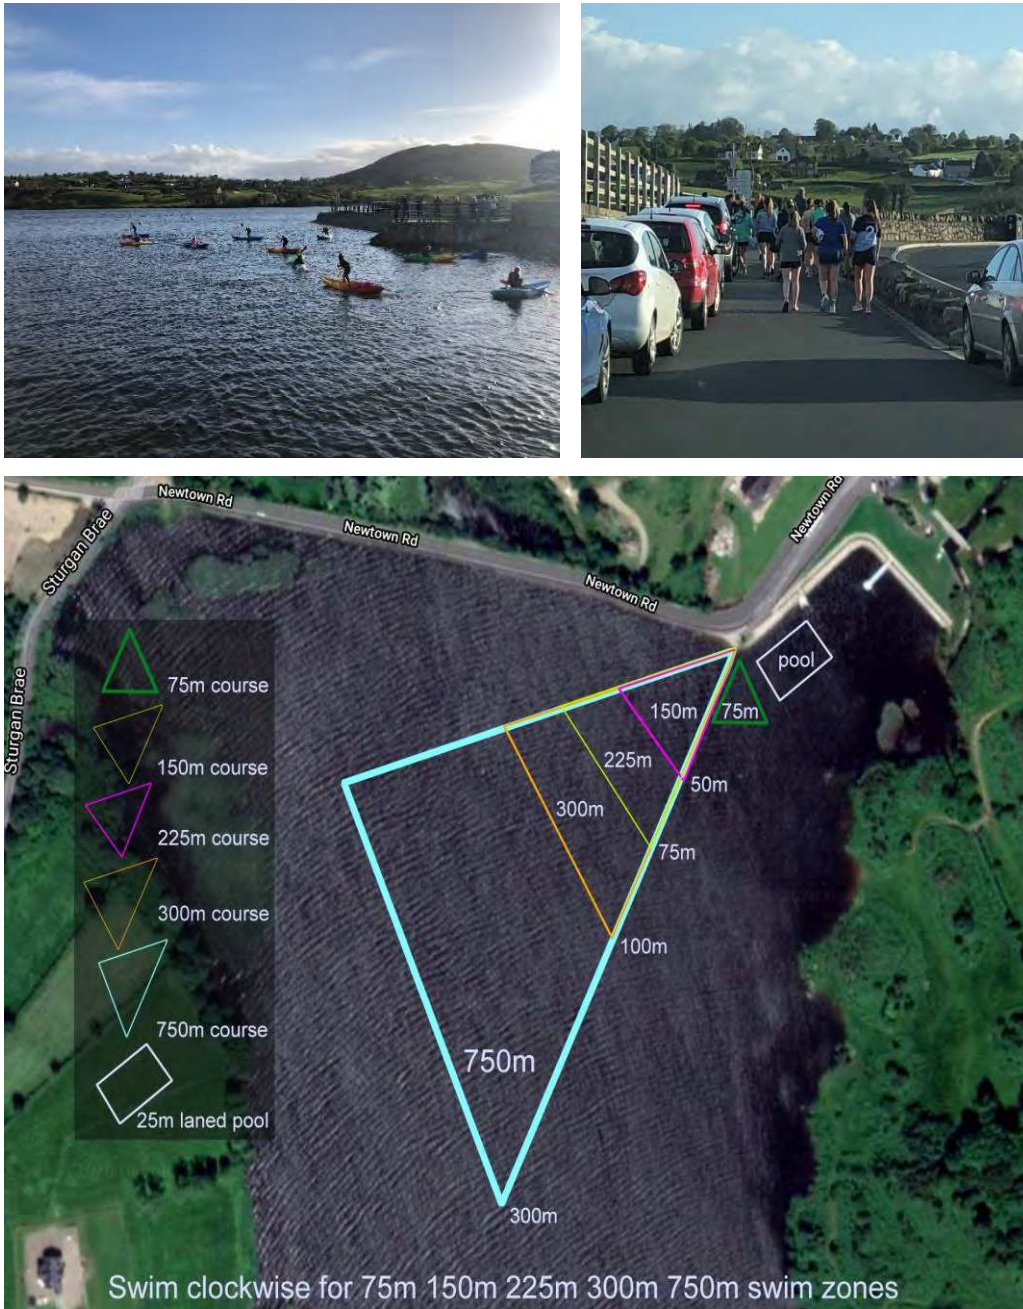 Newtown Rd
Newtown Rd
Newtown Rd
Newtown Rd
Sturgan Brae
Sturgan Brae
pool
75m course
150m
75m
150m course
225m
50m
300m
225m course
75m
300m course
100m
750m course
750m
25m laned pool
300m
Swim clockwise for 75m 150m 225m 300m 750m swim zones